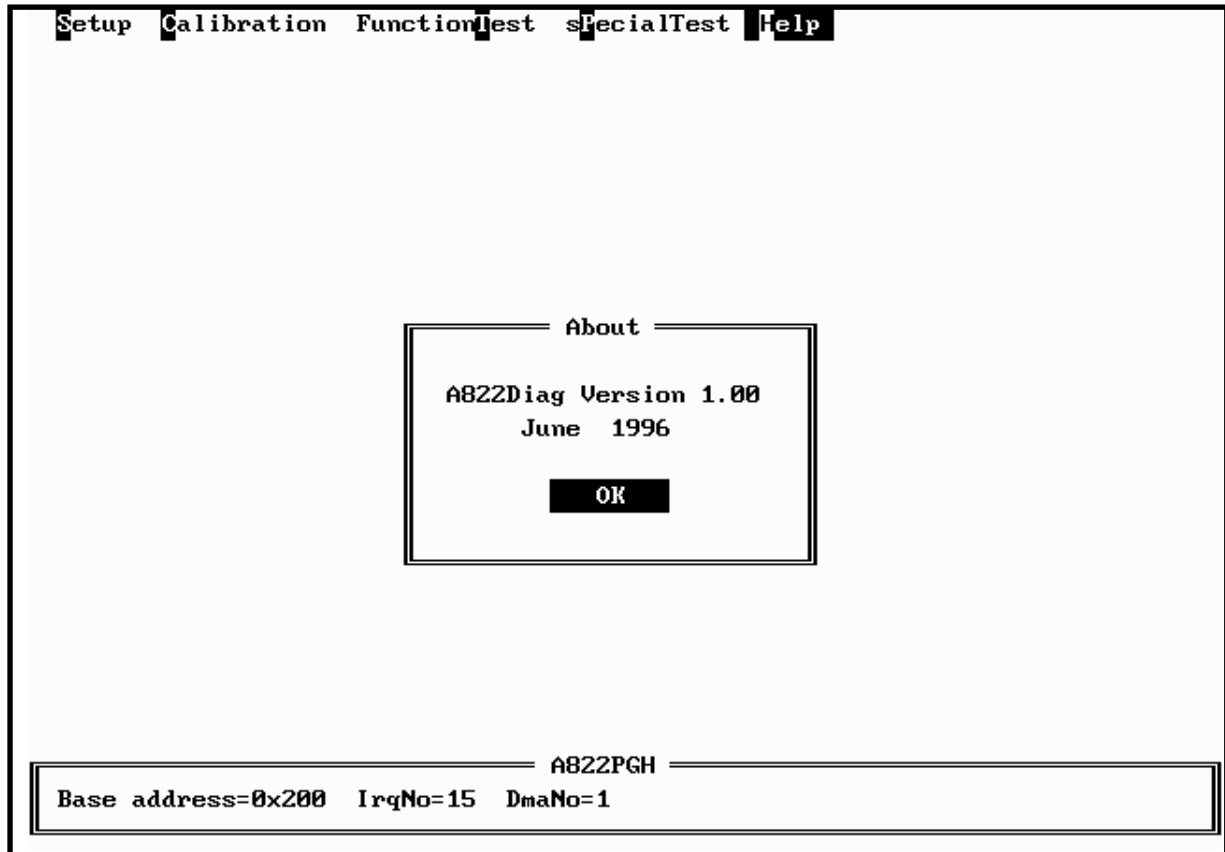 Setup Calibration FunctionTest sPecialTest Help
About
A822Diag Version 1.00
June 1996
OK
A822PGH
Base address=0x200 IrqNo=15 DmaNo=1